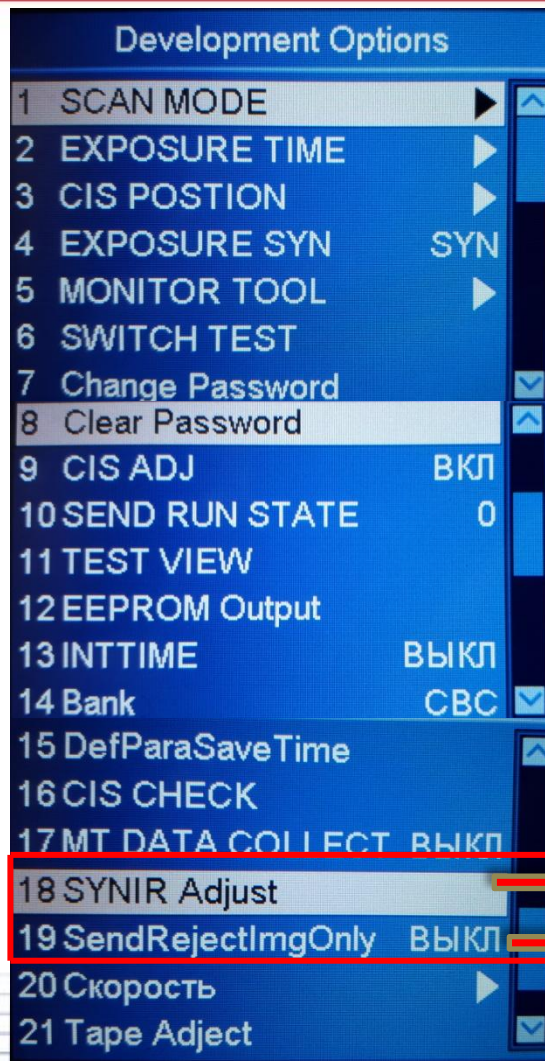 Development Options
1 SCAN MODE
2 EXPOSURE TIME
3 CIS POSTION
4 EXPOSURE SYN SYN
5 MONITOR TOOL
6 SWITCH TEST
7 Change Password
8 Clear Password
9 CIS ADJ ВКЛ
10 SEND RUN STATE 0
11 TEST VIEW
12 EEPROM Output
13 INTTIME ВЫКЛ
14 Bank CBC
15 DefParaSaveTime
16 CIS CHECK
17 MT DATA COLLECT ВЫКЛ
18 SYNIR Adjust
19 SendRejectImgOnly ВЫКЛ
20 Скорость
21 Tape Adject